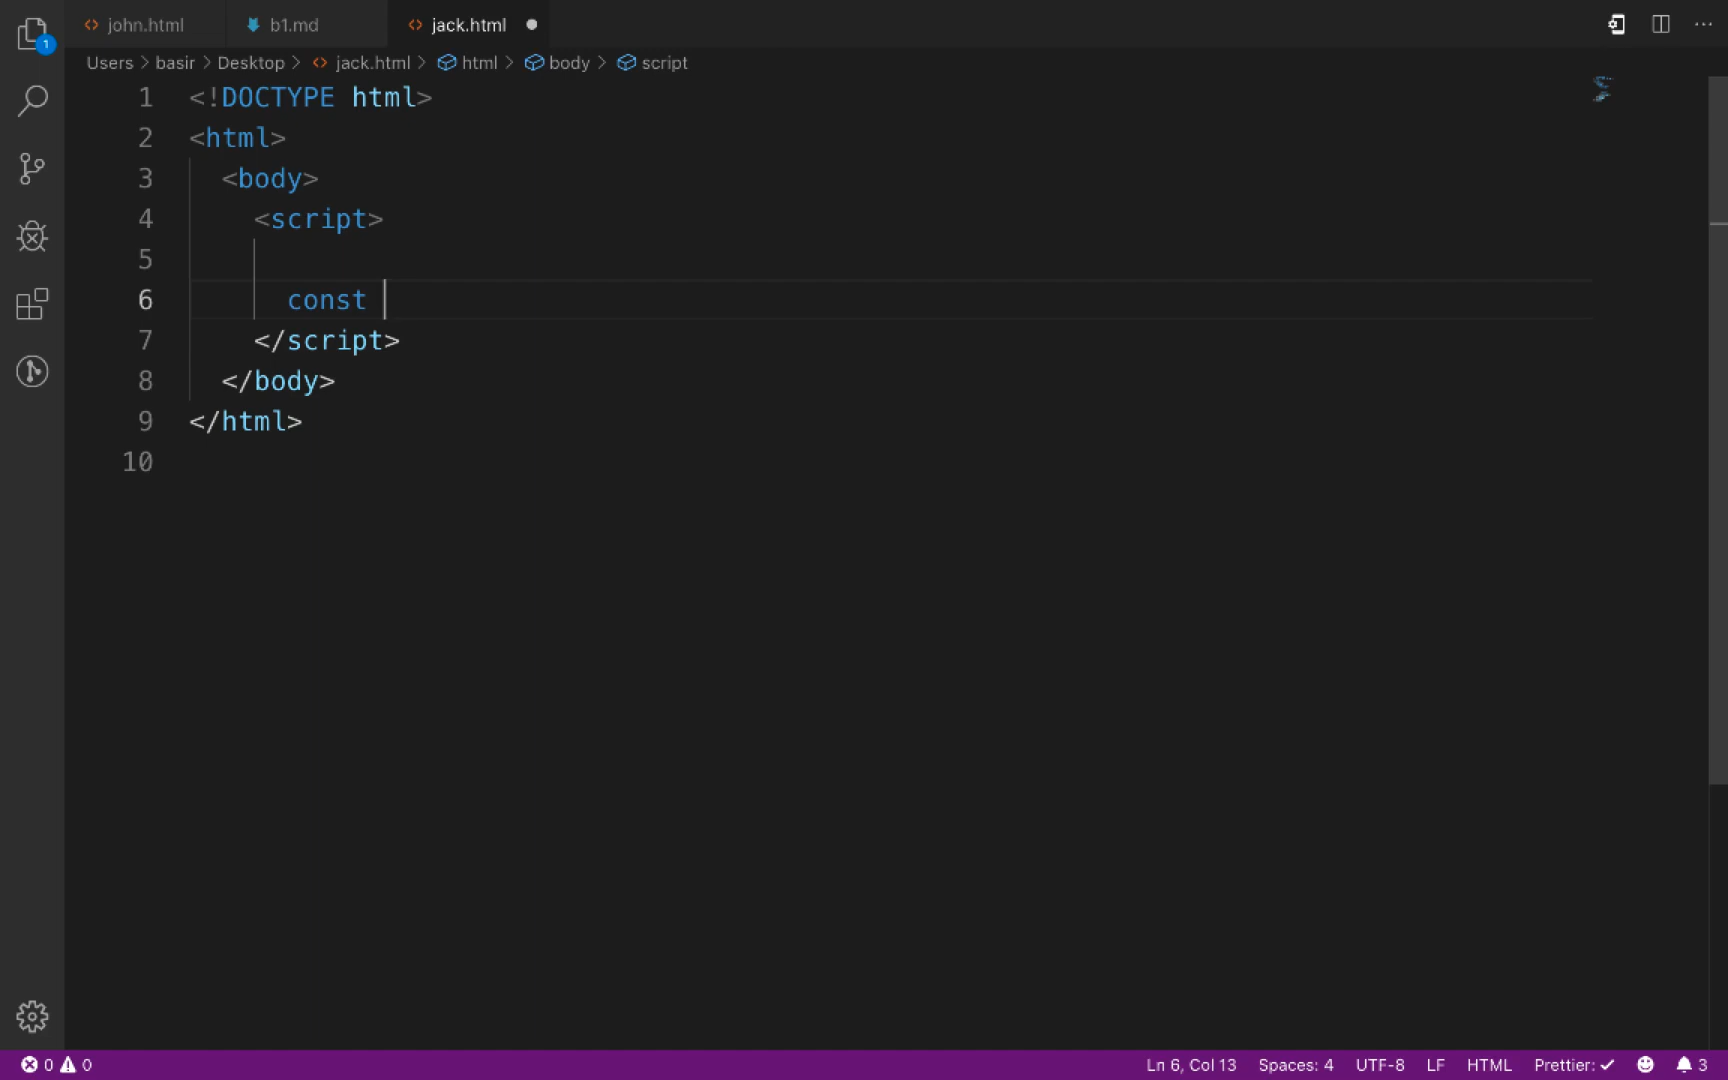 john.html b1.md jack.html
1
Users > basir > Desktop > jack.html > html > body > script
1 <!DOCTYPE html>
2 <html>
3 <body>
4 <script>
5
6 const
7 </script>
8 </body>
9 </html>
10
0 0 Ln 6, Col 13 Spaces: 4 UTF-8 LF HTML Prettier: ✓ 3